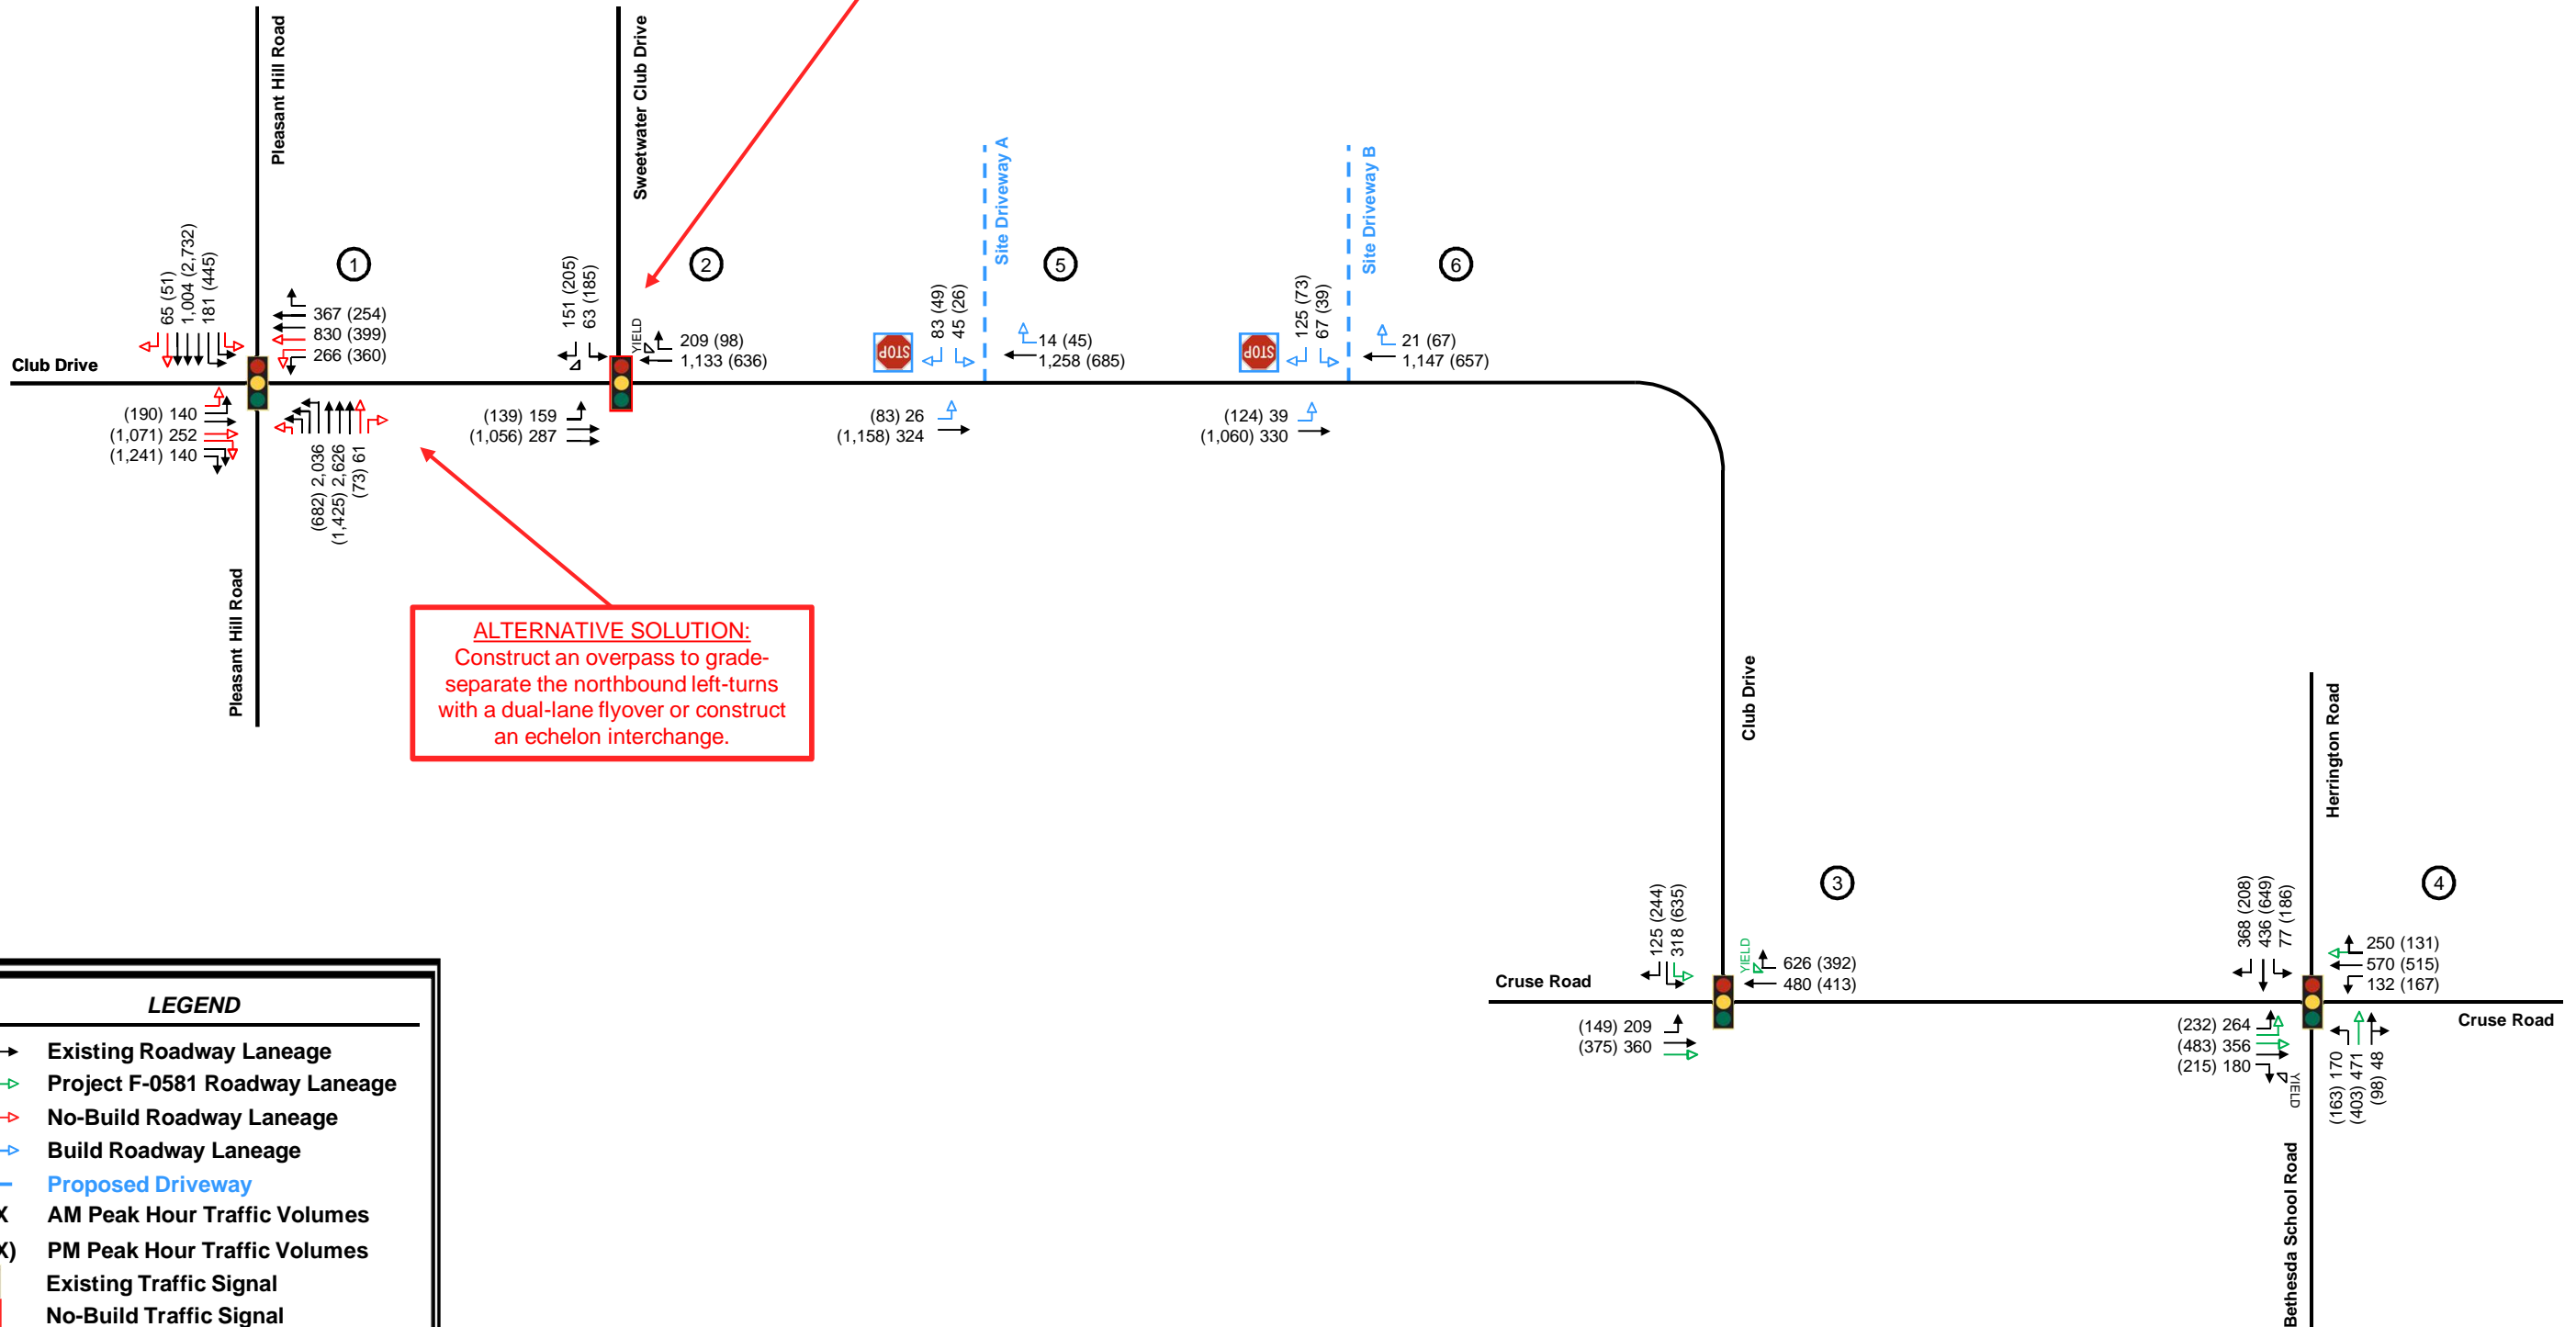 Pleasant Hill Road
Sweetwater Club Drive
Site Driveway A
Site Driveway B
65 (51)
1,004 (2,732)
181 (445)
1
367 (254)
830 (399)
266 (360)
Club Drive
(190) 140
(1,071) 252
(1,241) 140
(682) 2,036
(1,425) 2,626
(73) 61
Pleasant Hill Road
151 (205)
63 (185)
YIELD
2
209 (98)
1,133 (636)
(139) 159
(1,056) 287
STOP
83 (49)
45 (26)
5
14 (45)
1,258 (685)
(83) 26
(1,158) 324
STOP
125 (73)
67 (39)
6
21 (67)
1,147 (657)
(124) 39
(1,060) 330
ALTERNATIVE SOLUTION:
Construct an overpass to grade-
separate the northbound left-turns
with a dual-lane flyover or construct
an echelon interchange.
Club Drive
Herrington Road
125 (244)
318 (635)
YIELD
3
626 (392)
480 (413)
Cruse Road
(149) 209
(375) 360
368 (208)
436 (649)
77 (186)
4
250 (131)
570 (515)
132 (167)
Cruse Road
(232) 264
(483) 356
(215) 180
YIELD
(163) 170
(403) 471
(98) 48
Bethesda School Road
LEGEND
Existing Roadway Laneage
Project F-0581 Roadway Laneage
No-Build Roadway Laneage
Build Roadway Laneage
Proposed Driveway
X AM Peak Hour Traffic Volumes
X) PM Peak Hour Traffic Volumes
Existing Traffic Signal
No-Build Traffic Signal